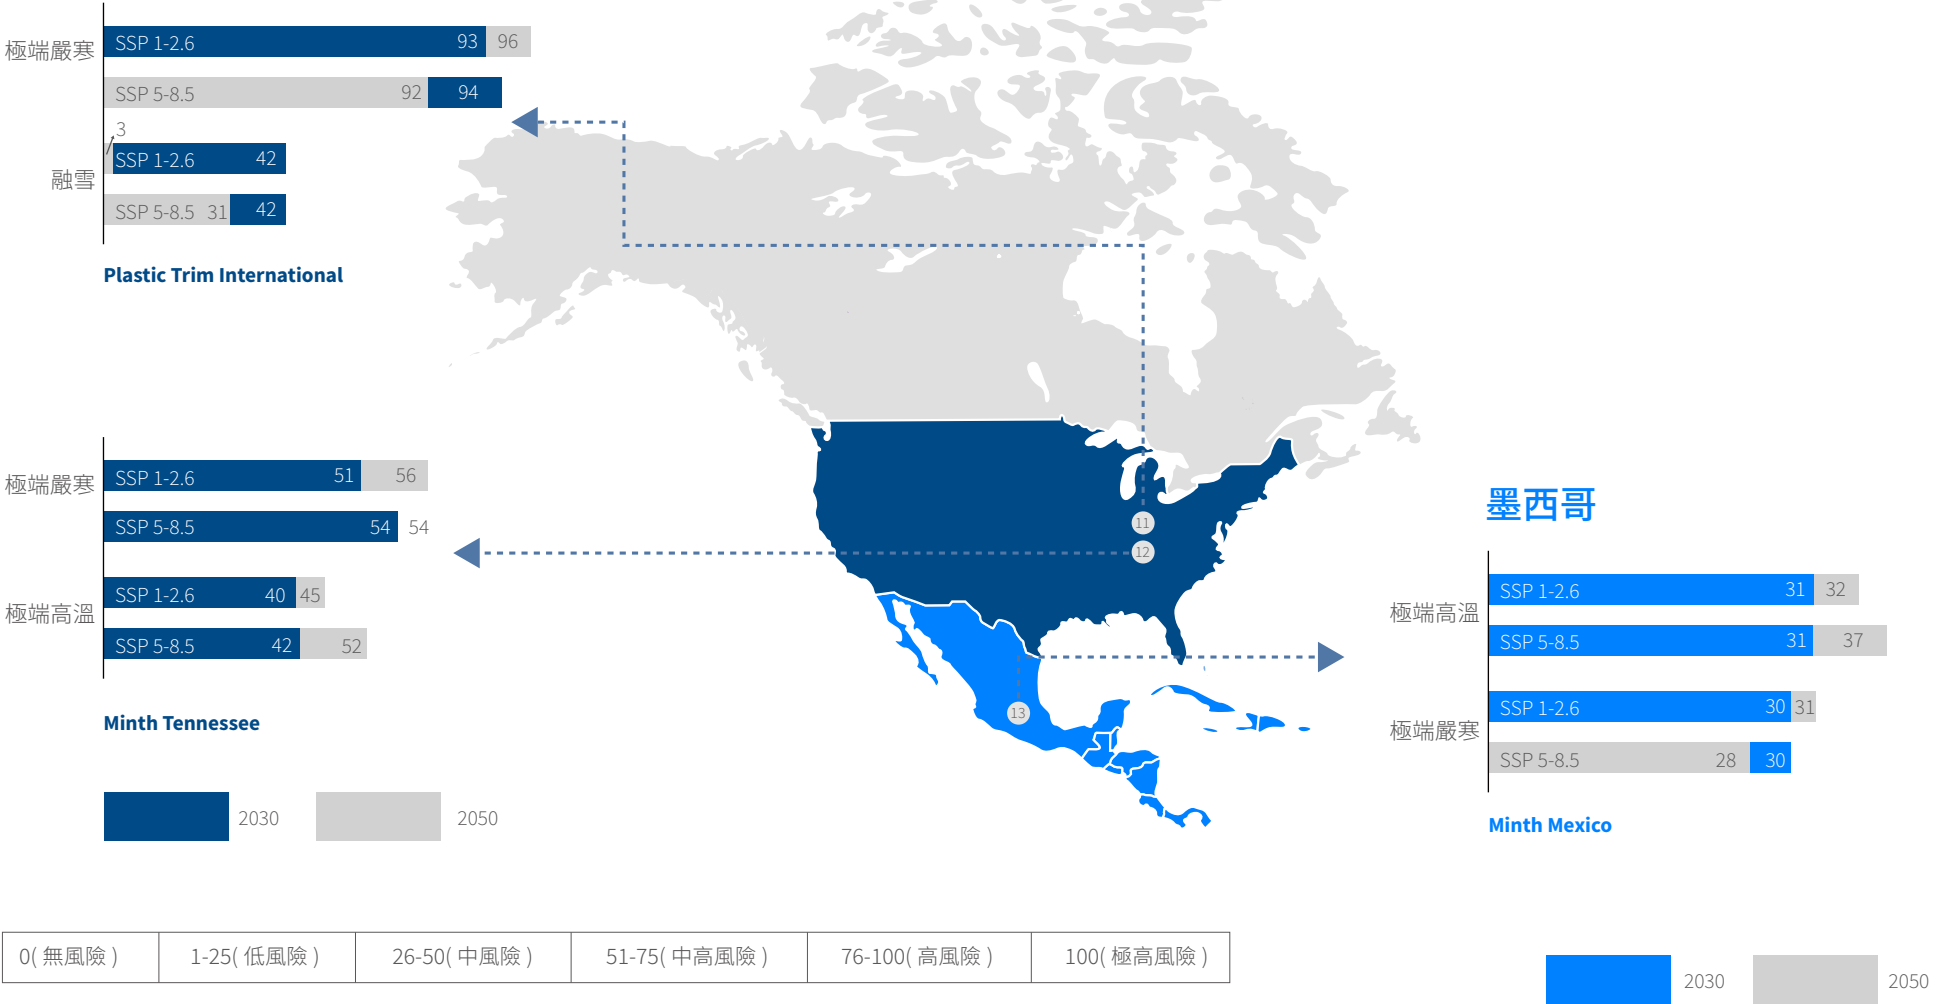 極端嚴寒
SSP 1-2.6 93 96
SSP 5-8.5 92 94
融雪
3
SSP 1-2.6 42
SSP 5-8.5 31 42
Plastic Trim International
極端嚴寒
SSP 1-2.6 51 56
SSP 5-8.5 54 54
極端高溫
SSP 1-2.6 40 45
SSP 5-8.5 42 52
Minth Tennessee
2030 2050
11
12
13
墨西哥
極端高溫
SSP 1-2.6 31 32
SSP 5-8.5 31 37
極端嚴寒
SSP 1-2.6 30 31
SSP 5-8.5 28 30
Minth Mexico
0( 無風險 ) 1-25( 低風險 ) 26-50( 中風險 ) 51-75( 中高風險 ) 76-100( 高風險 ) 100( 極高風險 )
2030 2050